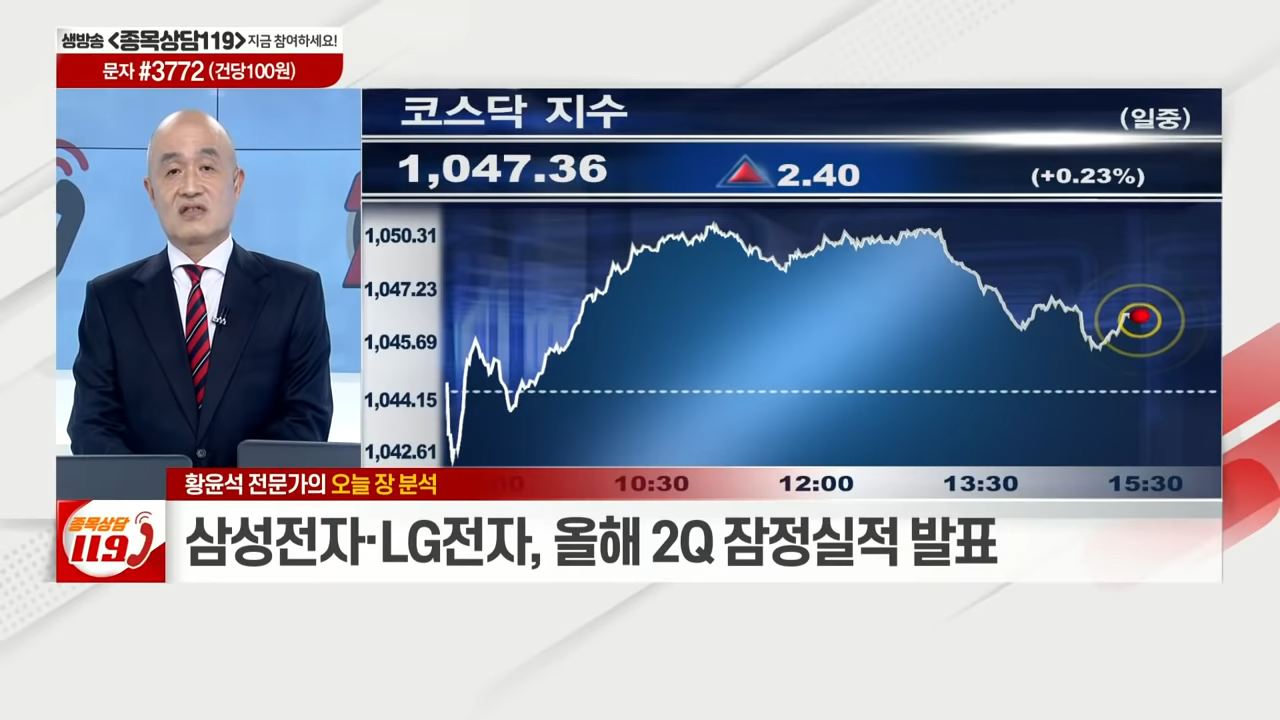 생방송 <종목상담119> 지금 참여하세요!
문자 #3772 (건당100원)
코스닥 지수
(일중)
1,047.36 ▲ 2.40 (+0.23%)
1,050.31
1,047.23
1,045.69
1,044.15
1,042.61
10:30 12:00 13:30 15:30
황윤석 전문가의 오늘 장 분석
종목상담
119
삼성전자·LG전자, 올해 2Q 잠정실적 발표